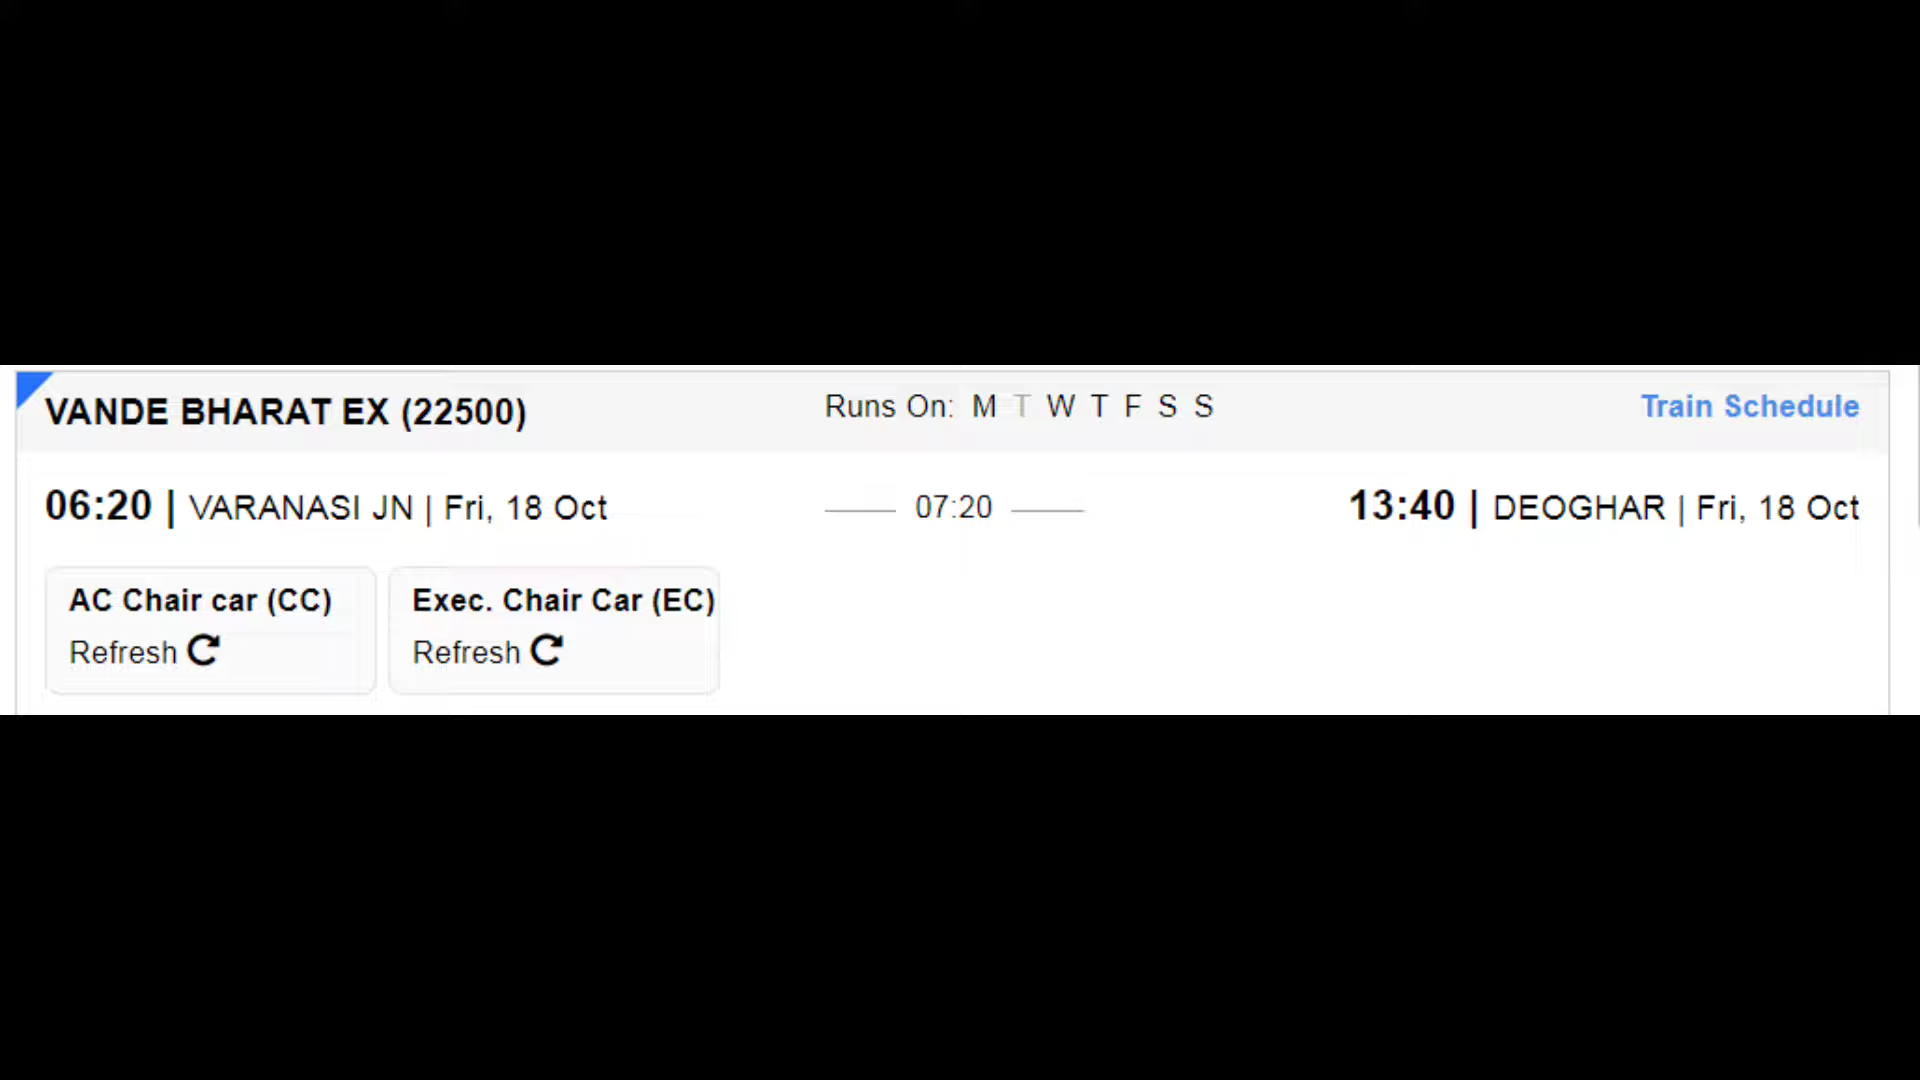 VANDE BHARAT EX (22500) Runs On: M T W T F S S Train Schedule
06:20 | VARANASI JN | Fri, 18 Oct 07:20 13:40 | DEOGHAR | Fri, 18 Oct
AC Chair car (CC) Exec. Chair Car (EC)
Refresh Refresh